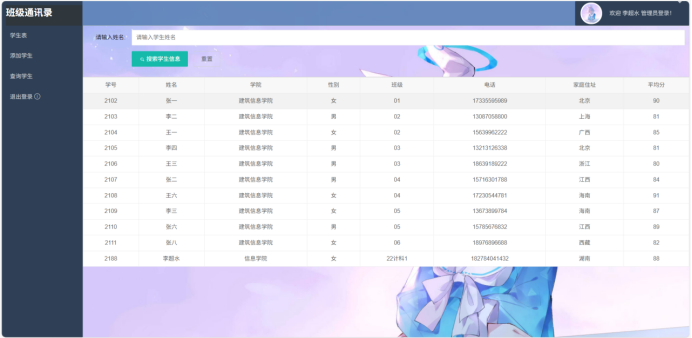 班级通讯录
欢迎 李超水 管理员登录!
学生表
添加学生
查询学生
退出登录
请输入姓名: 请输入学生姓名
搜索学生信息 重置
学号 姓名 学院 性别 班级 电话 家庭住址 平均分
2102 张一 建筑信息学院 女 01 17335595969 北京 90
2103 李二 建筑信息学院 男 02 13087058600 上海 81
2104 王一 建筑信息学院 女 02 15639962222 广西 85
2105 李四 建筑信息学院 男 03 13213126338 北京 81
2106 王三 建筑信息学院 男 03 18639189222 浙江 80
2107 张二 建筑信息学院 男 04 15716301788 江西 84
2108 王六 建筑信息学院 女 04 17230544781 海南 91
2109 李三 建筑信息学院 女 05 13673899784 海南 87
2110 张六 建筑信息学院 男 05 15785676832 江西 89
2111 张八 建筑信息学院 女 06 18976896688 西藏 82
2188 李超水 信息学院 女 22计科1 182784041432 湖南 88